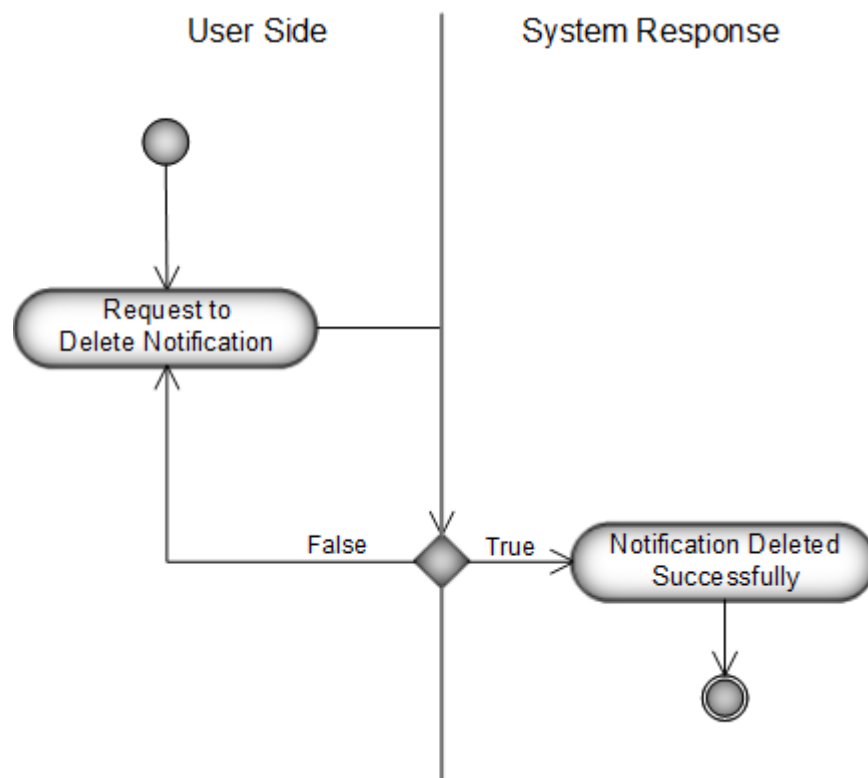 User Side
System Response
Request to
Delete Notification
False
True
Notification Deleted
Successfully